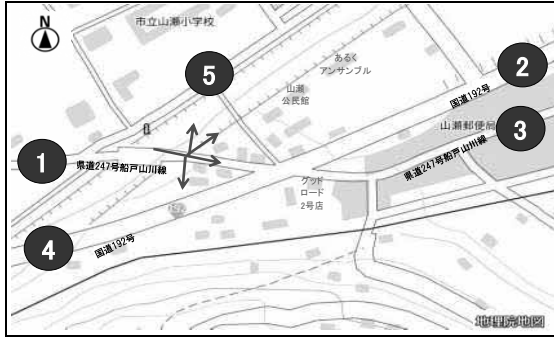 N
市立山瀬小学校
5
あるく
アンサンブル
2
山瀬
公民館
国道192号
山瀬郵便局
3
1
県道247号船戸山川線
県道247号船戸山川線
グッド
ロード
2号店
4
国道192号
地理院地図